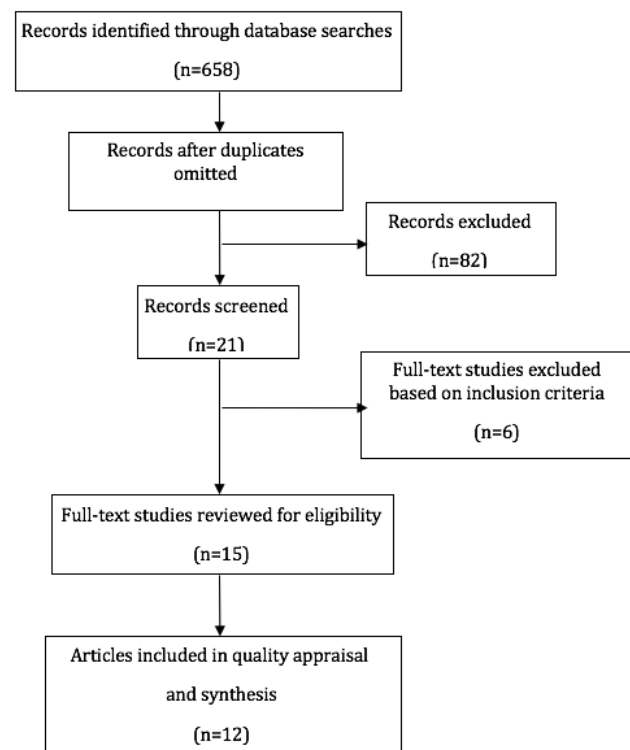 Records identified through database searches
(n=658)
Records after duplicates
omitted
Records excluded
(n=82)
Records screened
(n=21)
Full-text studies excluded
based on inclusion criteria
(n=6)
Full-text studies reviewed for eligibility
(n=15)
Articles included in quality appraisal
and synthesis
(n=12)